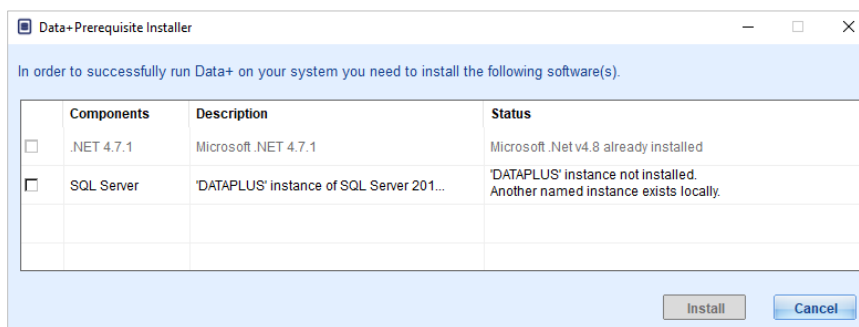 Data+ Prerequisite Installer
In order to successfully run Data+ on your system you need to install the following software(s).
Components Description Status
.NET 4.7.1 Microsoft .NET 4.7.1 Microsoft .Net v4.8 already installed
SQL Server 'DATAPLUS' instance of SQL Server 201... 'DATAPLUS' instance not installed.
Another named instance exists locally.
Install Cancel